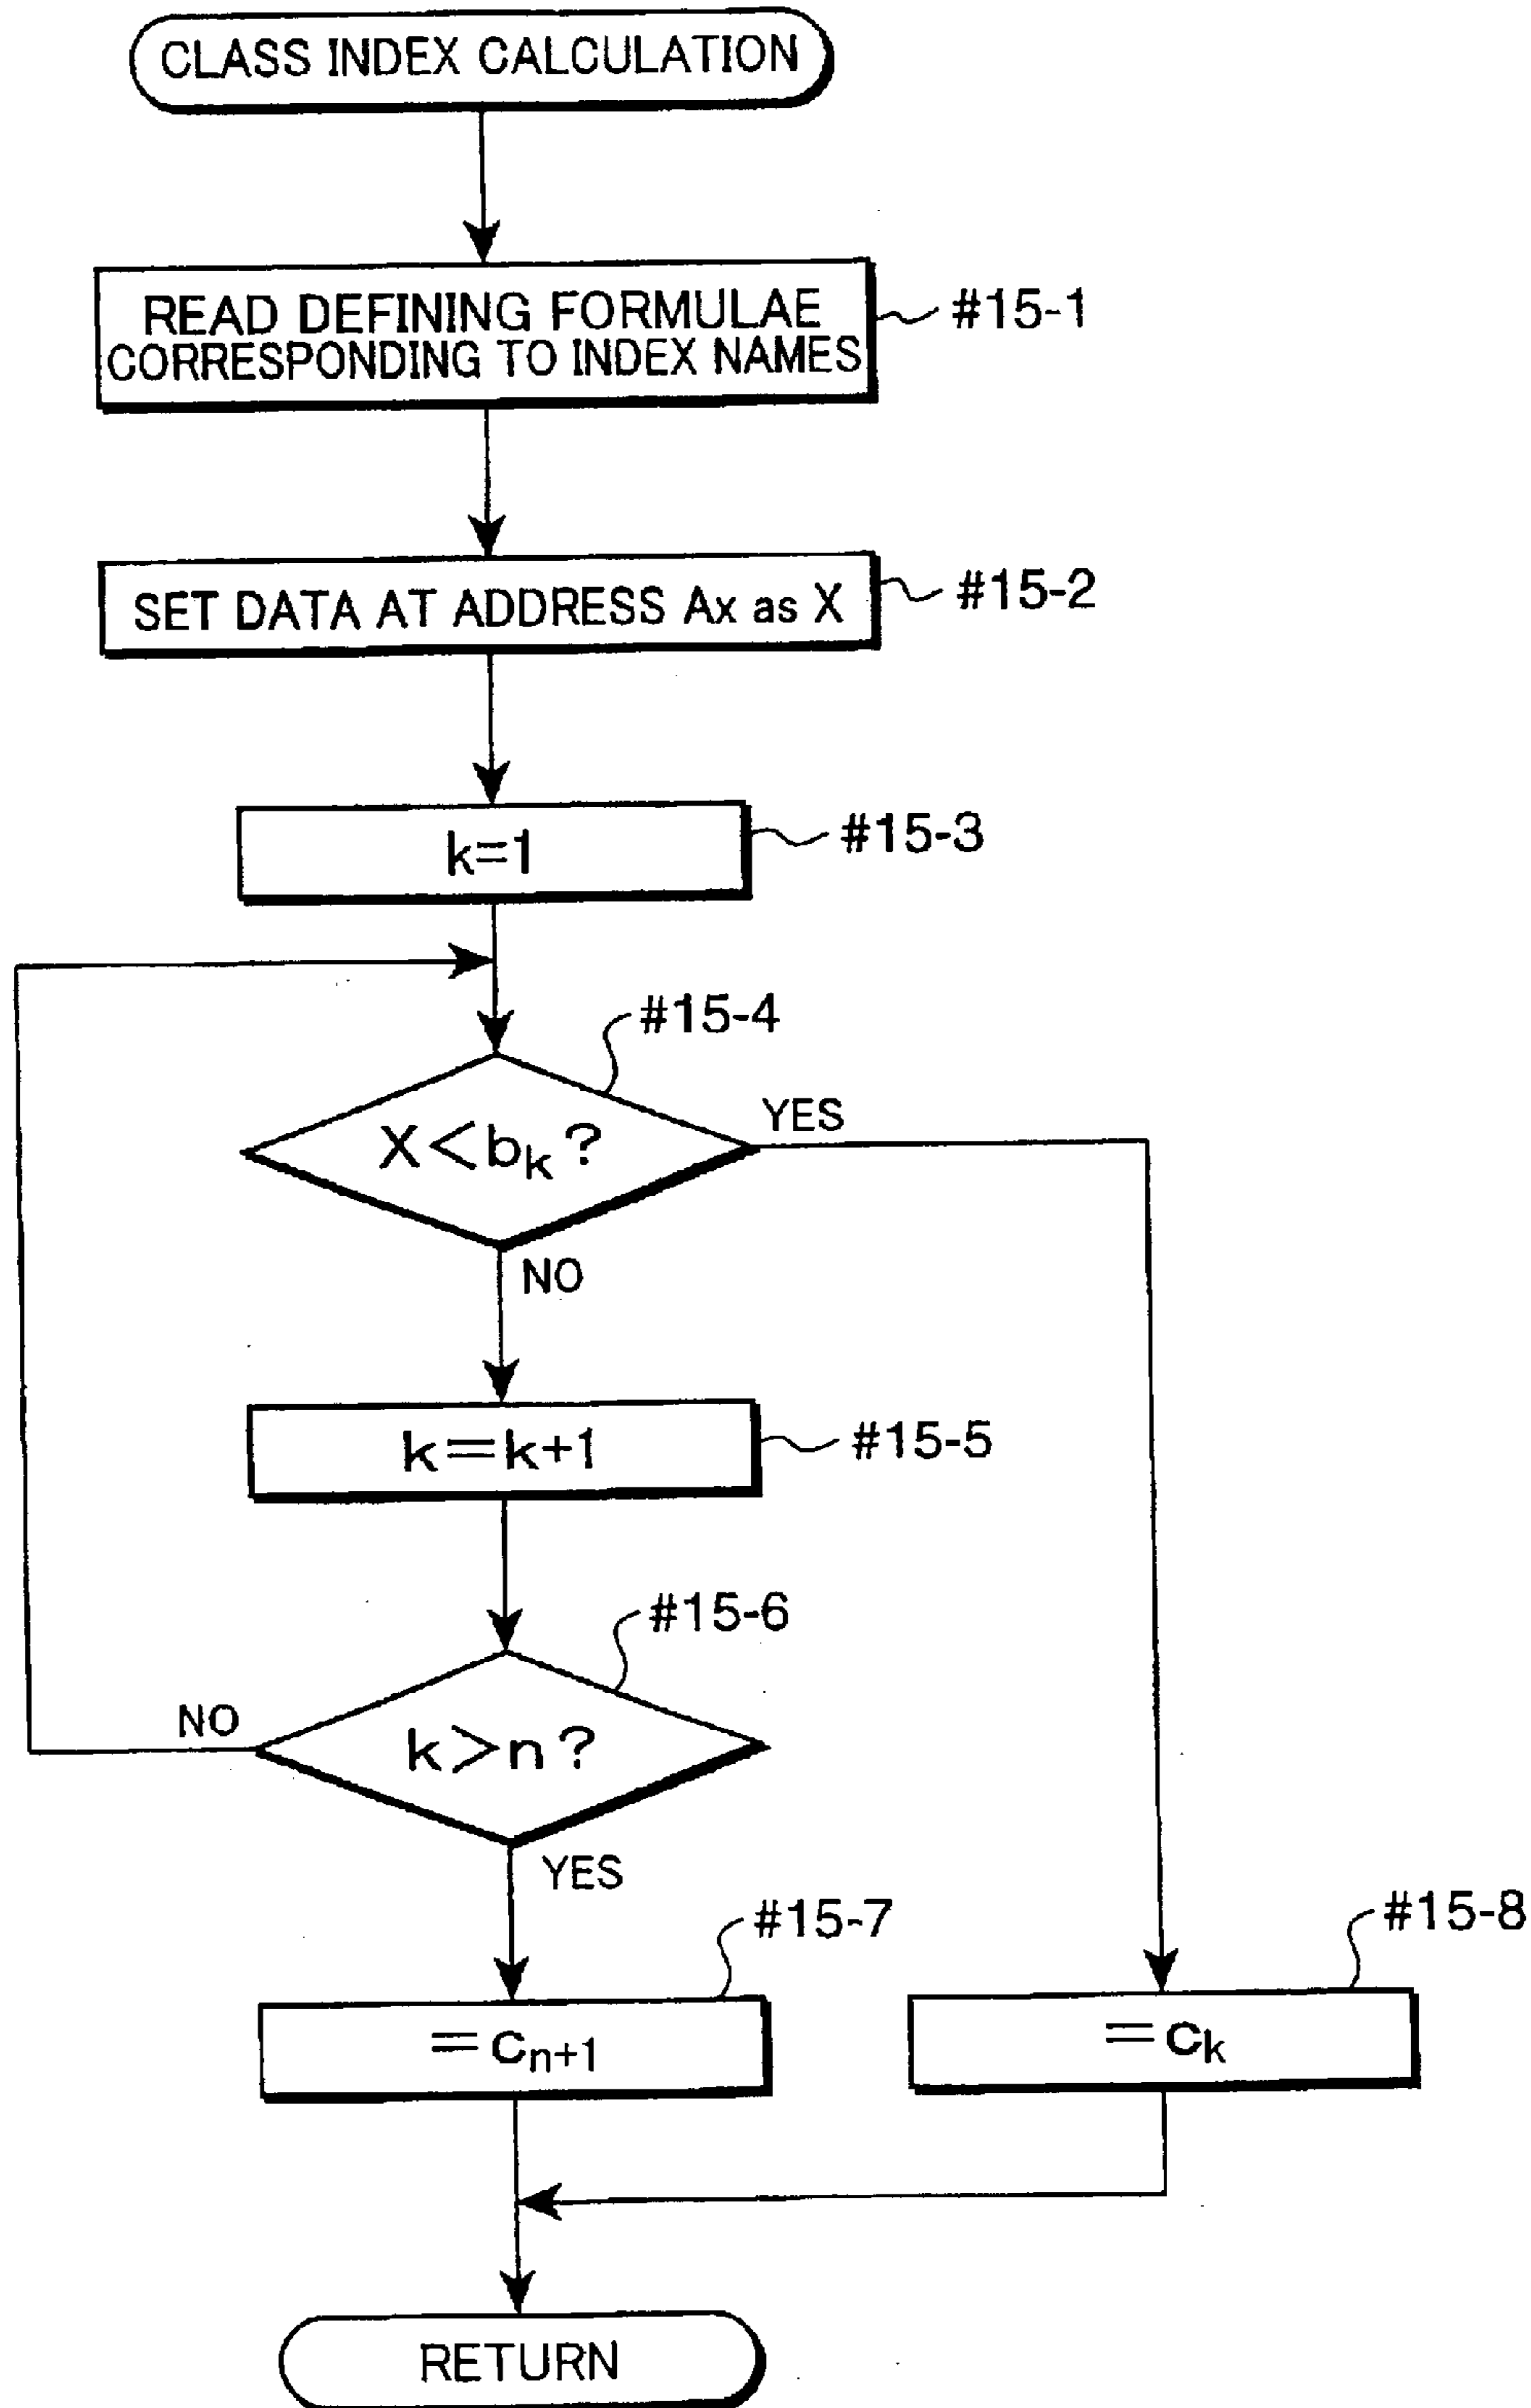 CLASS INDEX CALCULATION
READ DEFINING FORMULAE
CORRESPONDING TO INDEX NAMES
#15-1
SET DATA AT ADDRESS Ax as X
#15-2
k=1
#15-3
#15-4
X<bk?
YES
NO
k=k+1
#15-5
#15-6
k>n?
NO
YES
#15-7
=cn+1
#15-8
=ck
RETURN